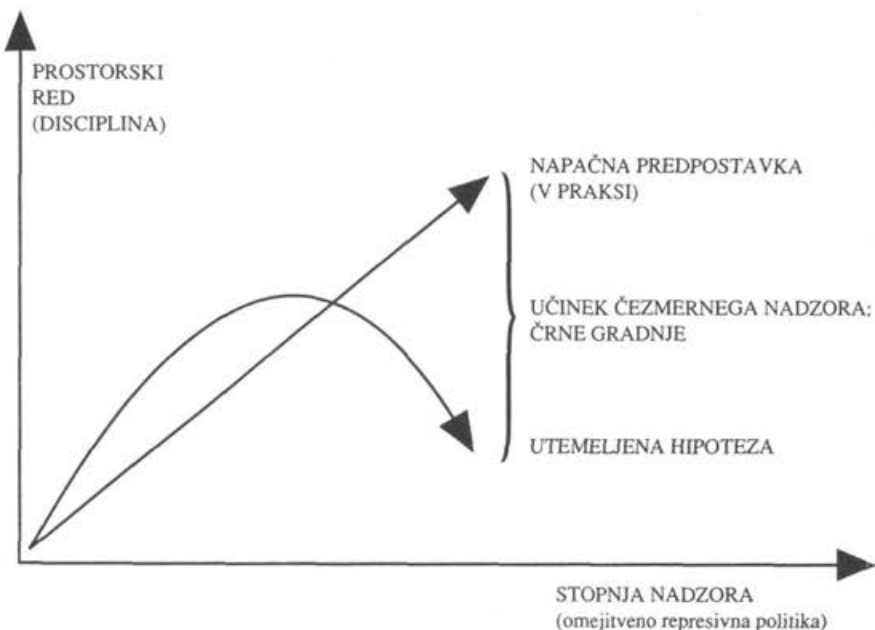 PROSTORSKI
RED
(DISCIPLINA)
NAPAČNA PREDPOSTAVKA
(V PRAKSI)
UČINEK ČEZMERNEGA NADZORA:
ČRNE GRADNJE
UTEMELJENA HIPOTEZA
STOPNJA NADZORA
(omejitveno represivna politika)